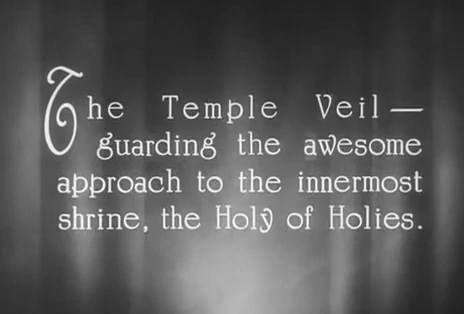 The Temple Veil—
guarding the awesome
approach to the innermost
shrine, the Holy of Holies.